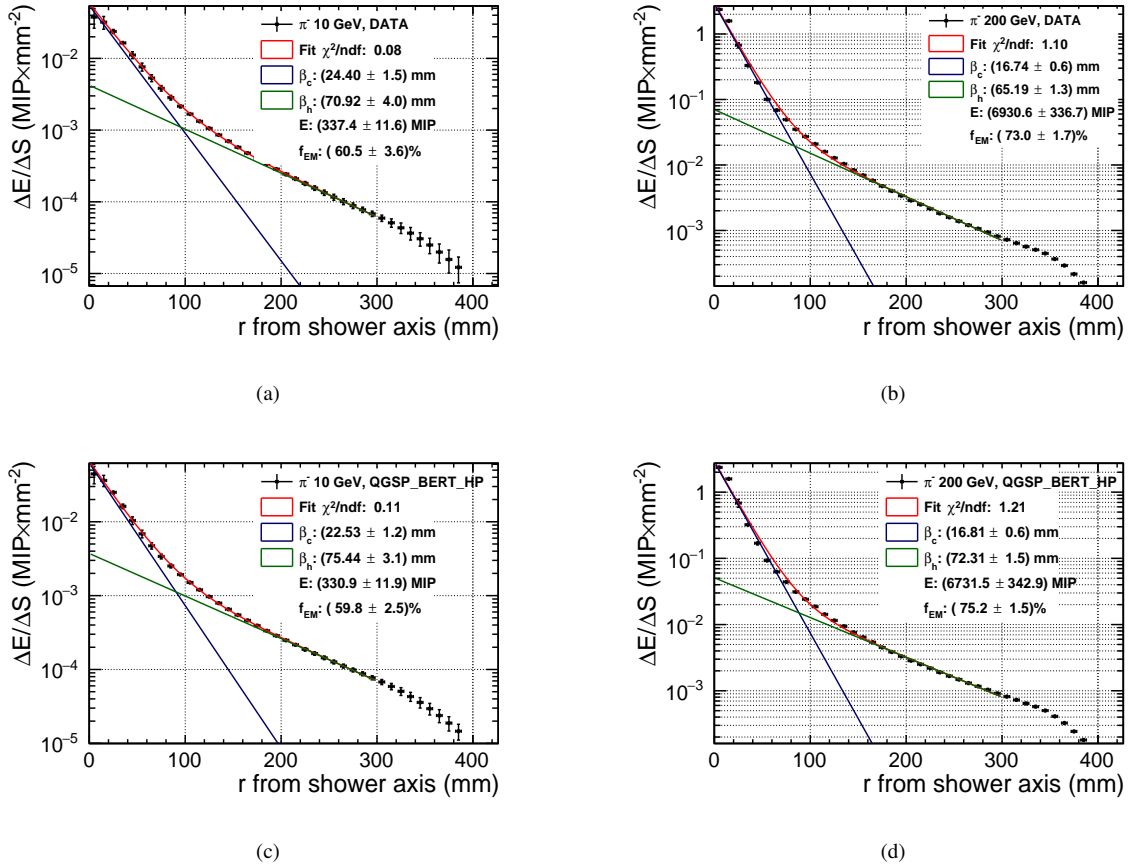 π⁻ 10 GeV, DATA
Fit χ²/ndf: 0.08
β_c: (24.40 ± 1.5) mm
β_h: (70.92 ± 4.0) mm
E: (337.4 ± 11.6) MIP
f_EM: ( 60.5 ± 3.6)%
ΔE/ΔS (MIP×mm⁻²)
10⁻²
10⁻³
10⁻⁴
10⁻⁵
0 100 200 300 400
r from shower axis (mm)
(a)
π⁻ 200 GeV, DATA
Fit χ²/ndf: 1.10
β_c: (16.74 ± 0.6) mm
β_h: (65.19 ± 1.3) mm
E: (6930.6 ± 336.7) MIP
f_EM: ( 73.0 ± 1.7)%
ΔE/ΔS (MIP×mm⁻²)
1
10⁻¹
10⁻²
10⁻³
0 100 200 300 400
r from shower axis (mm)
(b)
π⁻ 10 GeV, QGSP_BERT_HP
Fit χ²/ndf: 0.11
β_c: (22.53 ± 1.2) mm
β_h: (75.44 ± 3.1) mm
E: (330.9 ± 11.9) MIP
f_EM: ( 59.8 ± 2.5)%
ΔE/ΔS (MIP×mm⁻²)
10⁻²
10⁻³
10⁻⁴
10⁻⁵
0 100 200 300 400
r from shower axis (mm)
(c)
π⁻ 200 GeV, QGSP_BERT_HP
Fit χ²/ndf: 1.21
β_c: (16.81 ± 0.6) mm
β_h: (72.31 ± 1.5) mm
E: (6731.5 ± 342.9) MIP
f_EM: ( 75.2 ± 1.5)%
ΔE/ΔS (MIP×mm⁻²)
1
10⁻¹
10⁻²
10⁻³
0 100 200 300 400
r from shower axis (mm)
(d)